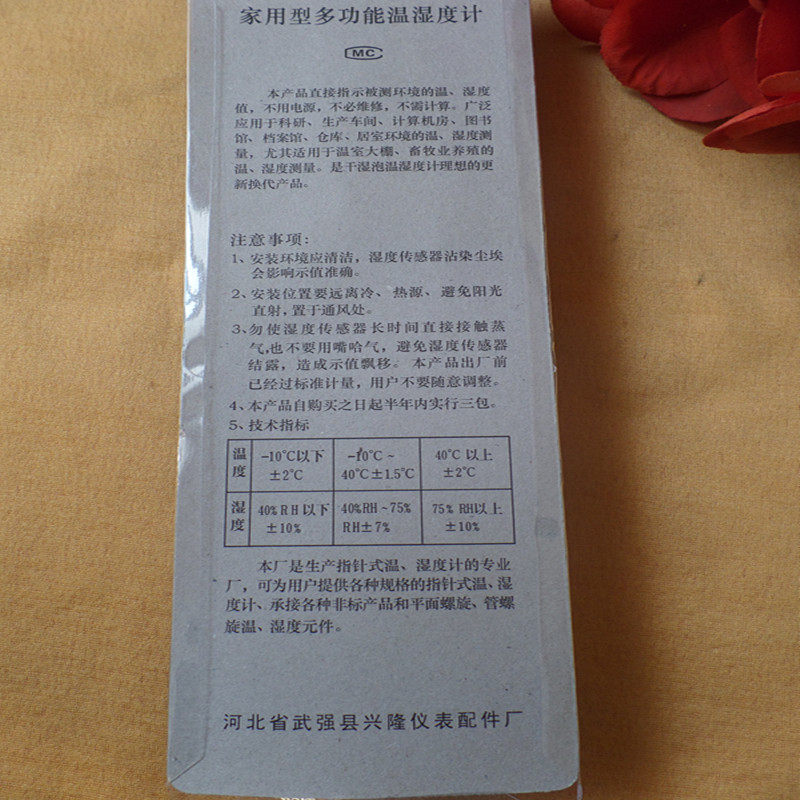 家用型多功能温湿度计
MC
本产品直接指示被测环境的温、湿度
值，不用电源，不必维修，不需计算。广泛
应用于科研、生产车间、计算机房、图书
馆、档案馆、仓库、居室环境的温、湿度测
量，尤其适用于温室大棚、畜牧业养殖的
温、湿度测量。是干湿泡温湿度计理想的更
新换代产品。
注意事项：
1、安装环境应清洁，湿度传感器沾染尘埃
会影响示值准确。
2、安装位置要远离冷、热源、避免阳光
直射，置于通风处。
3、勿使湿度传感器长时间直接接触蒸
气，也不要用嘴哈气，避免湿度传感器
结露，造成示值飘移。本产品出厂前
已经过标准计量，用户不要随意调整。
4、本产品自购买之日起半年内实行三包。
5、技术指标
温度 -10℃以下 ±2℃ -10℃~40℃±1.5℃ 40℃以上 ±2℃
湿度 40%RH以下 ±10% 40%RH~75%RH±7% 75%RH以上 ±10%
本厂是生产指针式温、湿度计的专业
厂，可为用户提供各种规格的指针式温、湿
度计、承接各种非标产品和平面螺旋、管螺
旋温、湿度元件。
河北省武强县兴隆仪表配件厂